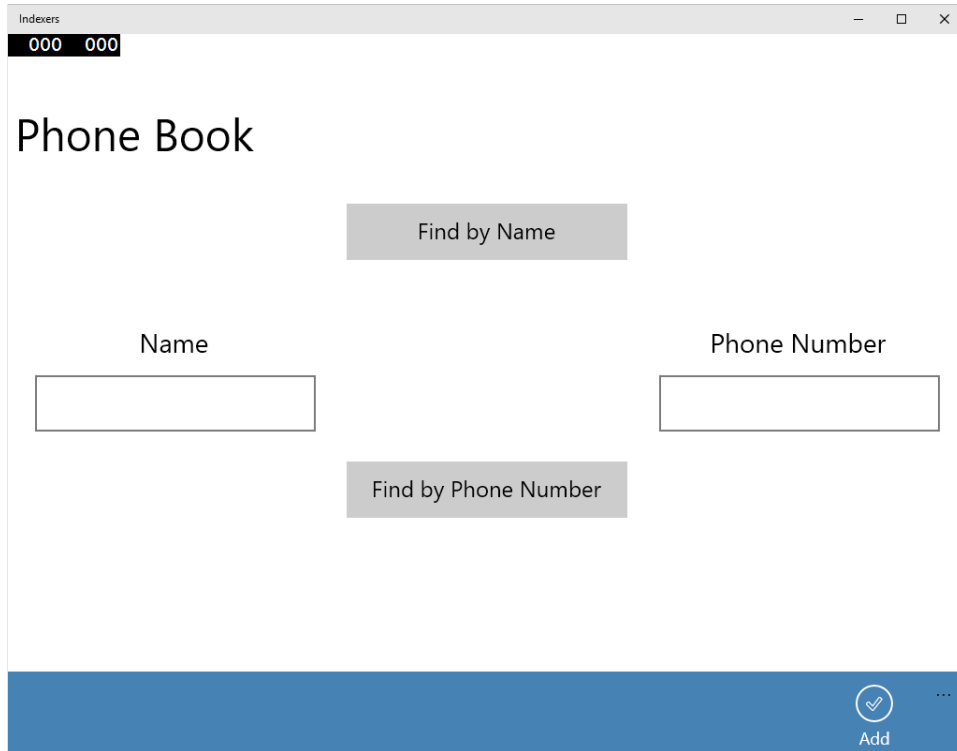 Indexers
000 000
Phone Book
Find by Name
Name
Phone Number
Find by Phone Number
...
Add